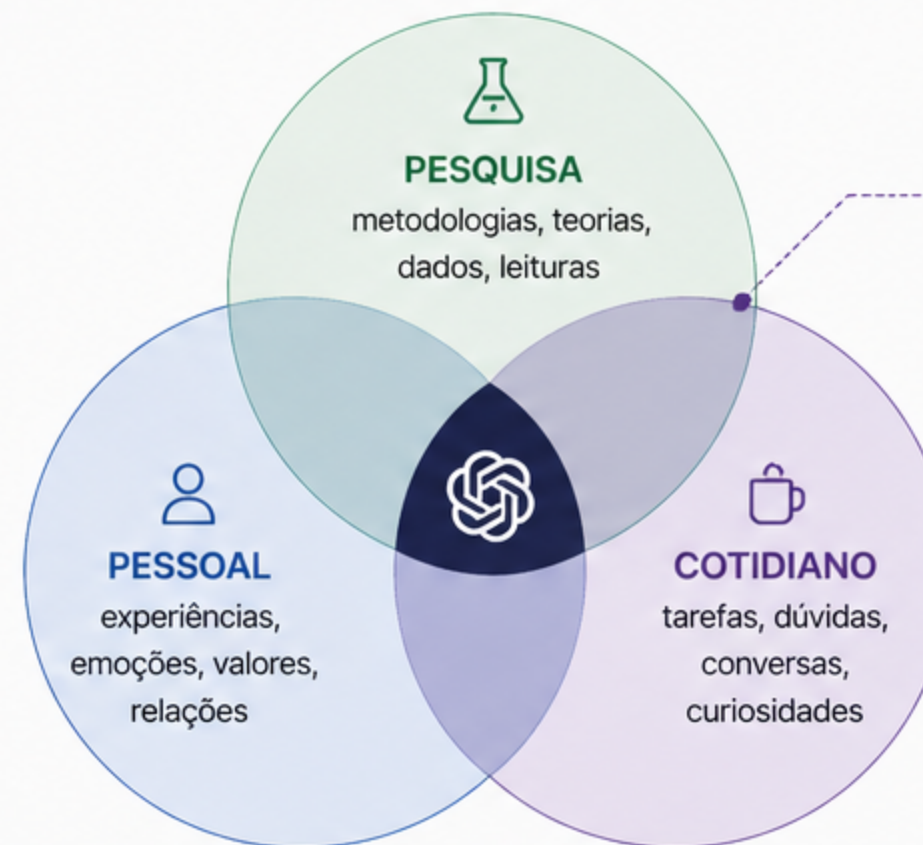 PESQUISA
metodologias, teorias,
dados, leituras
PESSOAL
experiências,
emoções, valores,
relações
COTIDIANO
tarefas, dúvidas,
conversas,
curiosidades